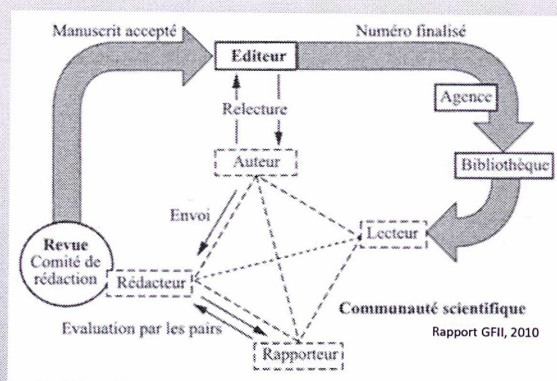 Manuscrit accepté
Numéro finalisé
Editeur
Agence
Relecture
Bibliothèque
Auteur
Envoi
Lecteur
Revue
Comité de
rédaction
Rédacteur
Communauté scientifique
Rapport GFII, 2010
Evaluation par les pairs
Rapporteur